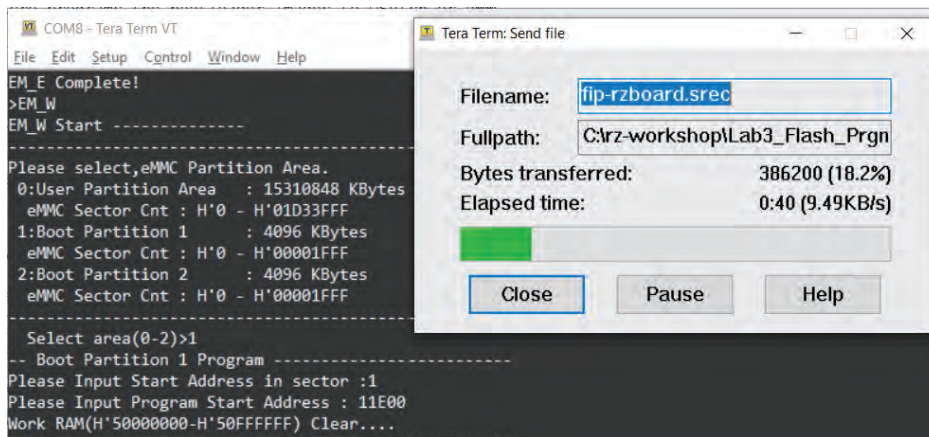 COM8 - Tera Term VT
File Edit Setup Control Window Help
EM_E Complete!
>EM_W
EM_W Start --------------
Please select,eMMC Partition Area.
0:User Partition Area   : 15310848 KBytes
eMMC Sector Cnt : H'0 - H'01D33FFF
1:Boot Partition 1      : 4096 KBytes
eMMC Sector Cnt : H'0 - H'00001FFF
2:Boot Partition 2      : 4096 KBytes
eMMC Sector Cnt : H'0 - H'00001FFF
Select area(0-2)>1
-- Boot Partition 1 Program --------------------------
Please Input Start Address in sector :1
Please Input Program Start Address : 11E00
Work RAM(H'50000000-H'50FFFFFF) Clear....
Tera Term: Send file
Filename: fip-rzboard.srec
Fullpath: C:\rz-workshop\Lab3_Flash_Prgn
Bytes transferred: 386200 (18.2%)
Elapsed time: 0:40 (9.49KB/s)
Close Pause Help